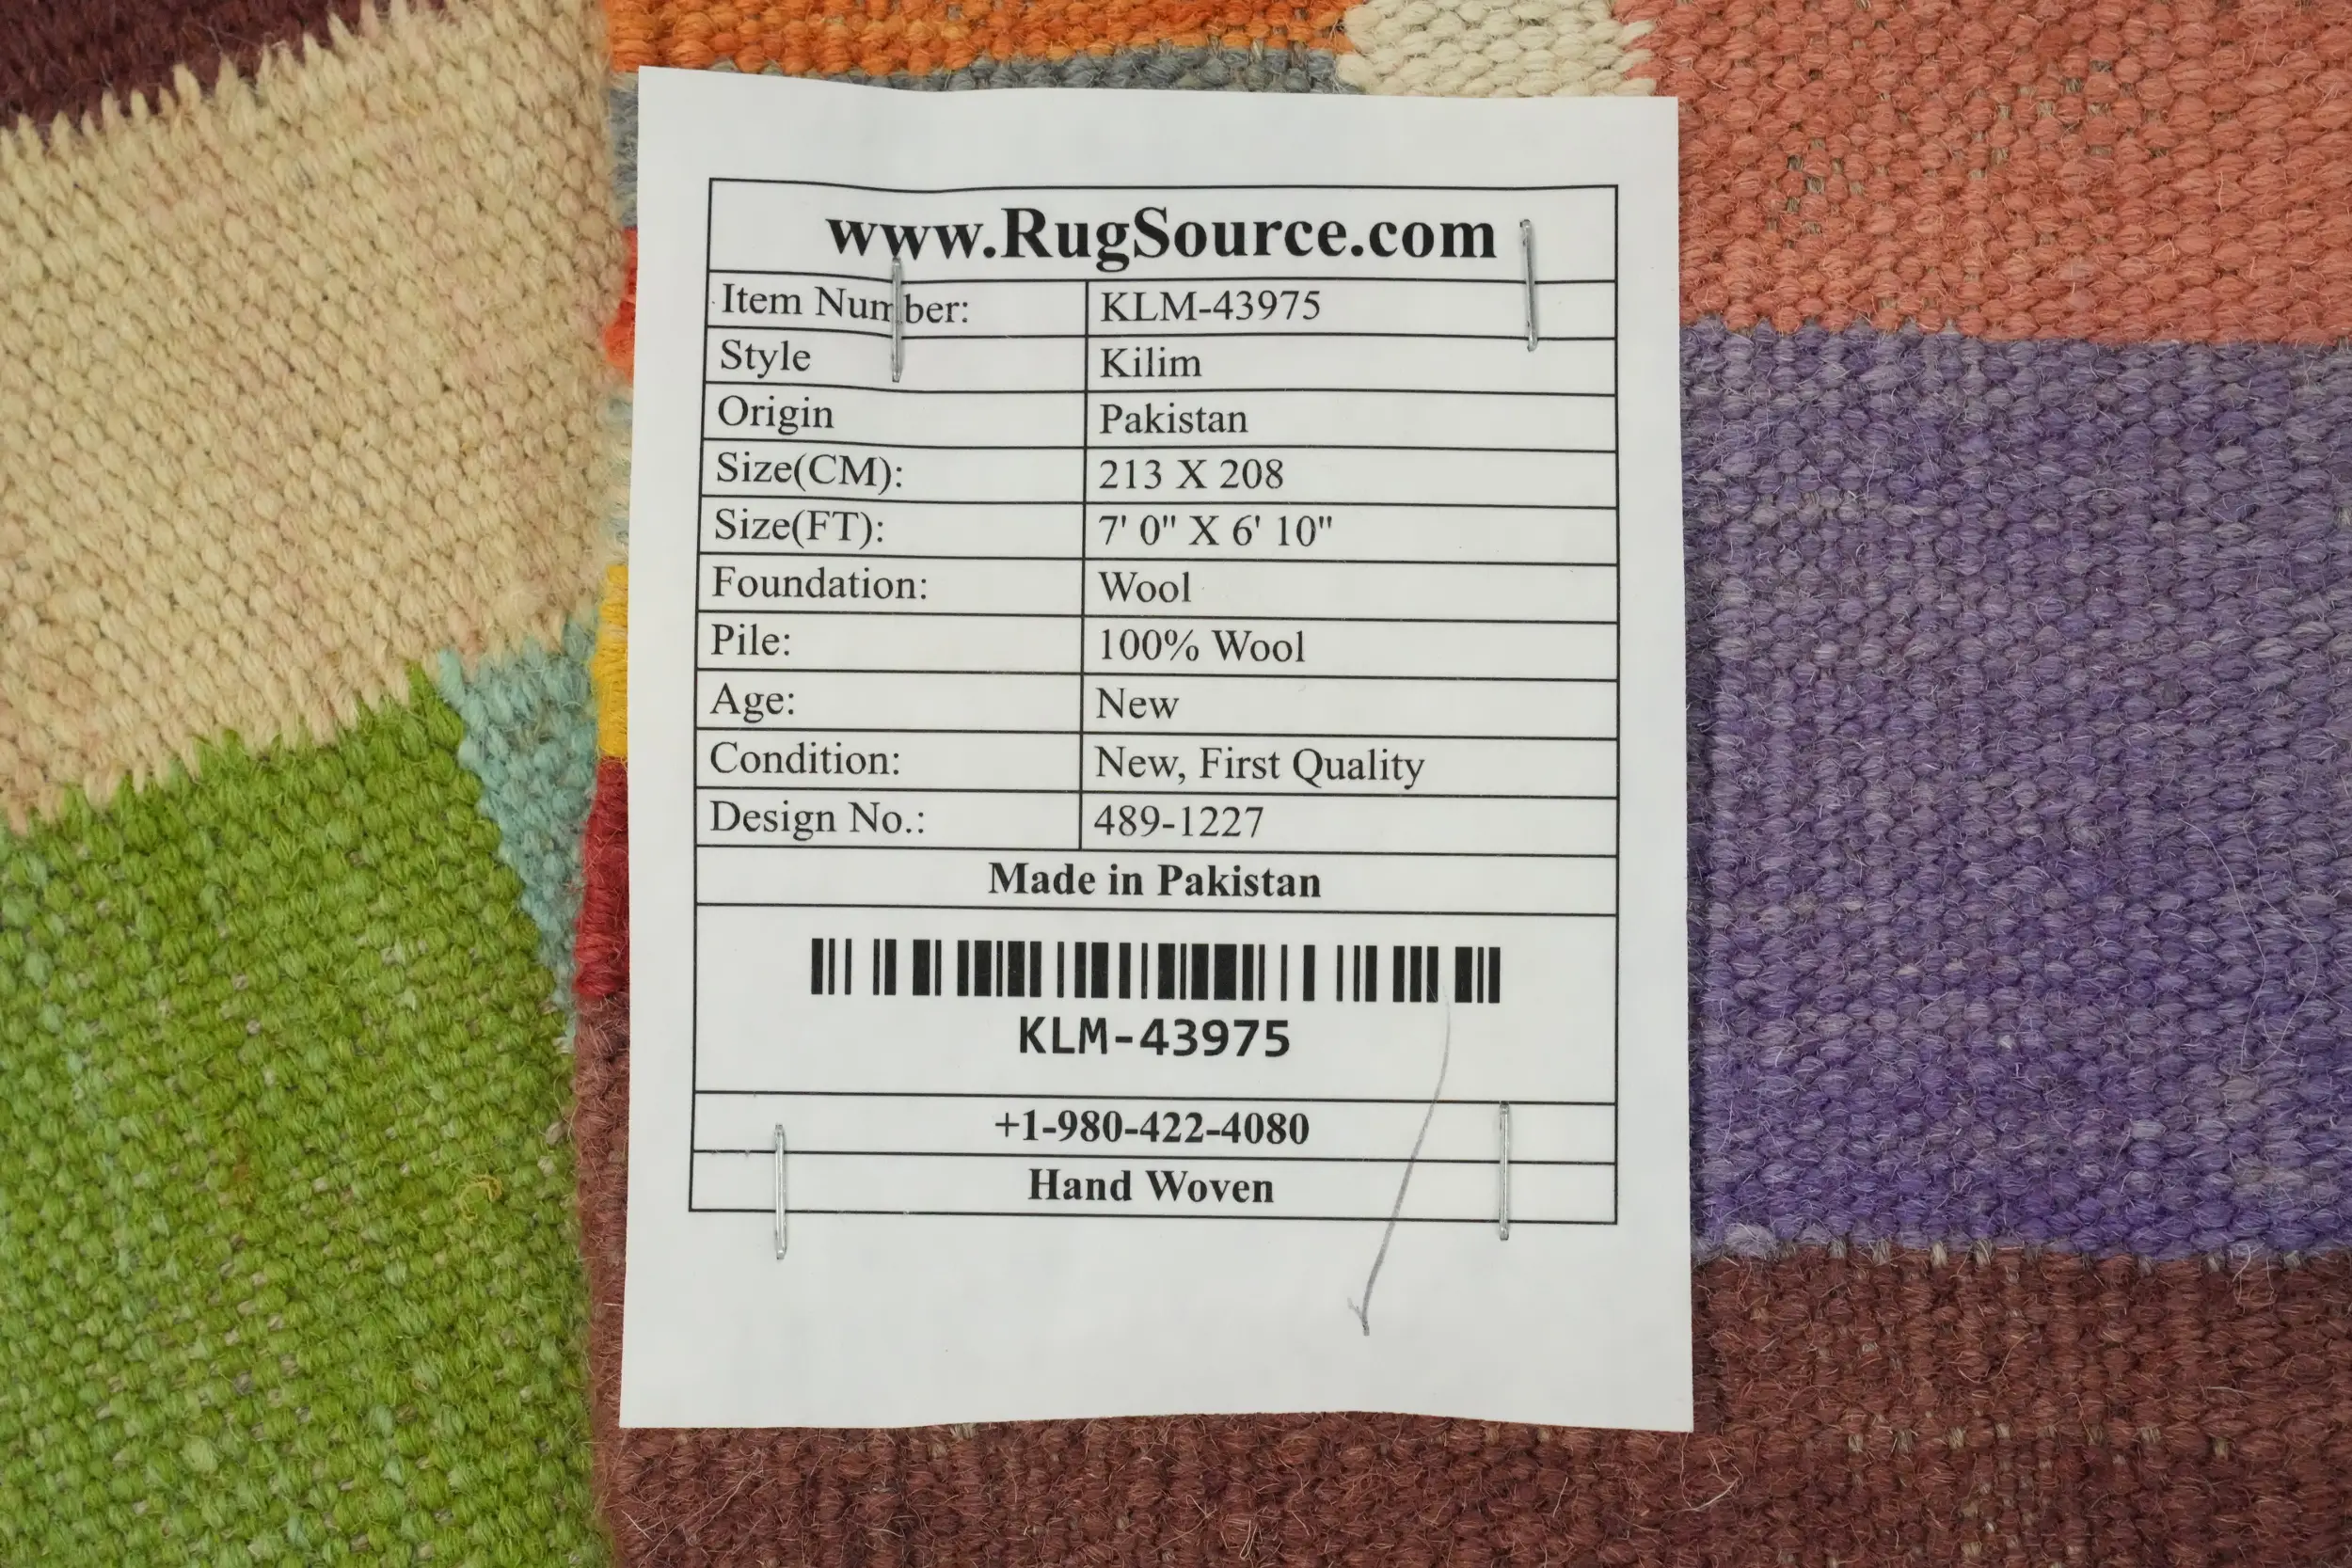 www.RugSource.com
Item Number: KLM-43975
Style Kilim
Origin Pakistan
Size(CM): 213 X 208
Size(FT): 7' 0" X 6' 10"
Foundation: Wool
Pile: 100% Wool
Age: New
Condition: New, First Quality
Design No.: 489-1227
Made in Pakistan
KLM-43975
+1-980-422-4080
Hand Woven